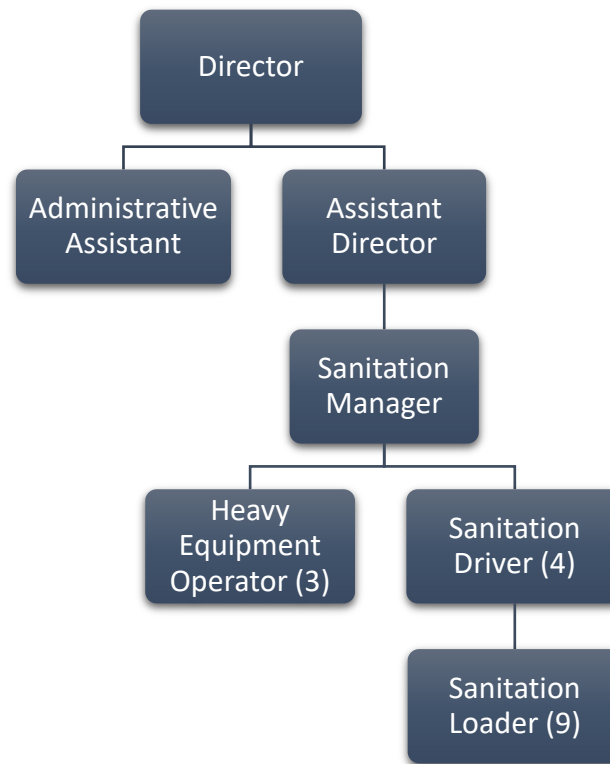 Director
Administrative
Assistant
Assistant
Director
Sanitation
Manager
Heavy
Equipment
Operator (3)
Sanitation
Driver (4)
Sanitation
Loader (9)